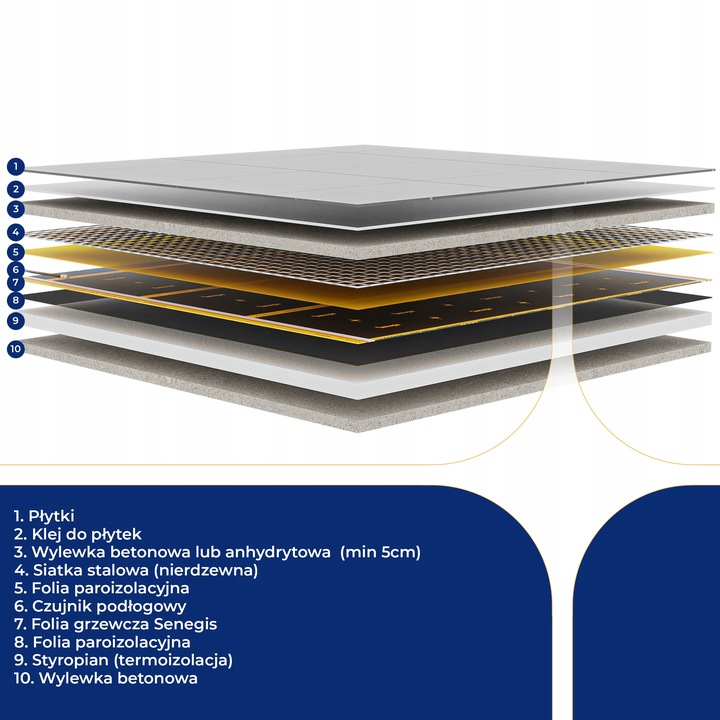 1
2
3
4
5
6
7
8
9
10
1. Płytki
2. Klej do płytek
3. Wylewka betonowa lub anhydrytowa (min 5cm)
4. Siatka stalowa (nierdzewna)
5. Folia paroizolacyjna
6. Czujnik podłogowy
7. Folia grzewcza Senegis
8. Folia paroizolacyjna
9. Styropian (termoizolacja)
10. Wylewka betonowa